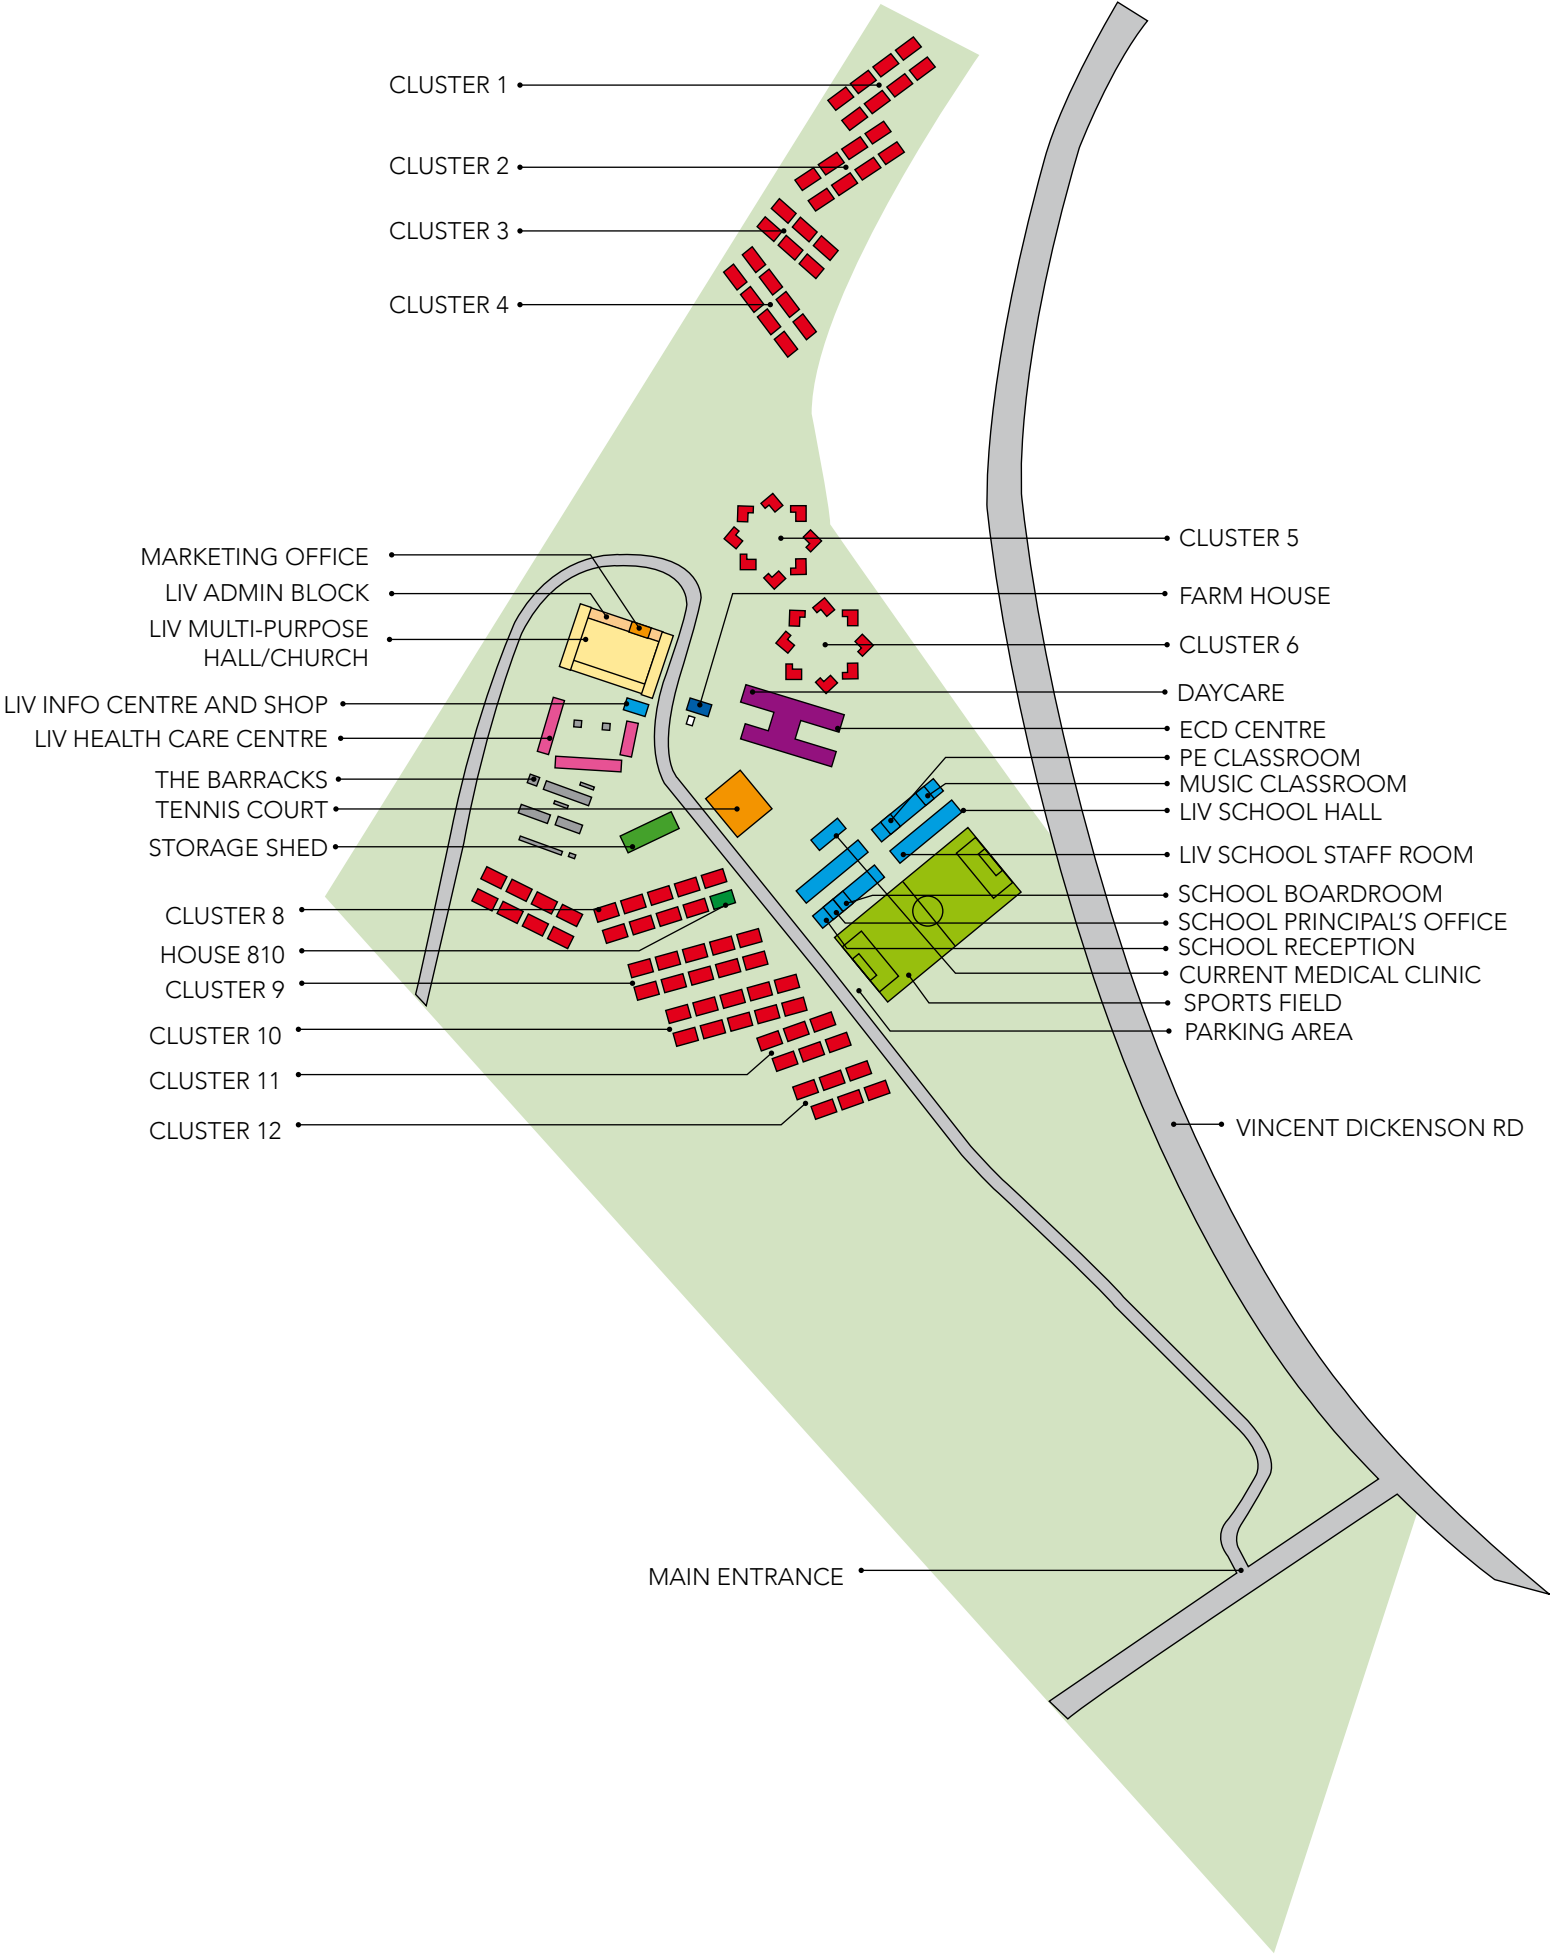 CLUSTER 1
CLUSTER 2
CLUSTER 3
CLUSTER 4
MARKETING OFFICE
LIV ADMIN BLOCK
LIV MULTI-PURPOSE
HALL/CHURCH
LIV INFO CENTRE AND SHOP
LIV HEALTH CARE CENTRE
THE BARRACKS
TENNIS COURT
STORAGE SHED
CLUSTER 8
HOUSE 810
CLUSTER 9
CLUSTER 10
CLUSTER 11
CLUSTER 12
CLUSTER 5
FARM HOUSE
CLUSTER 6
DAYCARE
ECD CENTRE
PE CLASSROOM
MUSIC CLASSROOM
LIV SCHOOL HALL
LIV SCHOOL STAFF ROOM
SCHOOL BOARDROOM
SCHOOL PRINCIPAL'S OFFICE
SCHOOL RECEPTION
CURRENT MEDICAL CLINIC
SPORTS FIELD
PARKING AREA
VINCENT DICKENSON RD
MAIN ENTRANCE